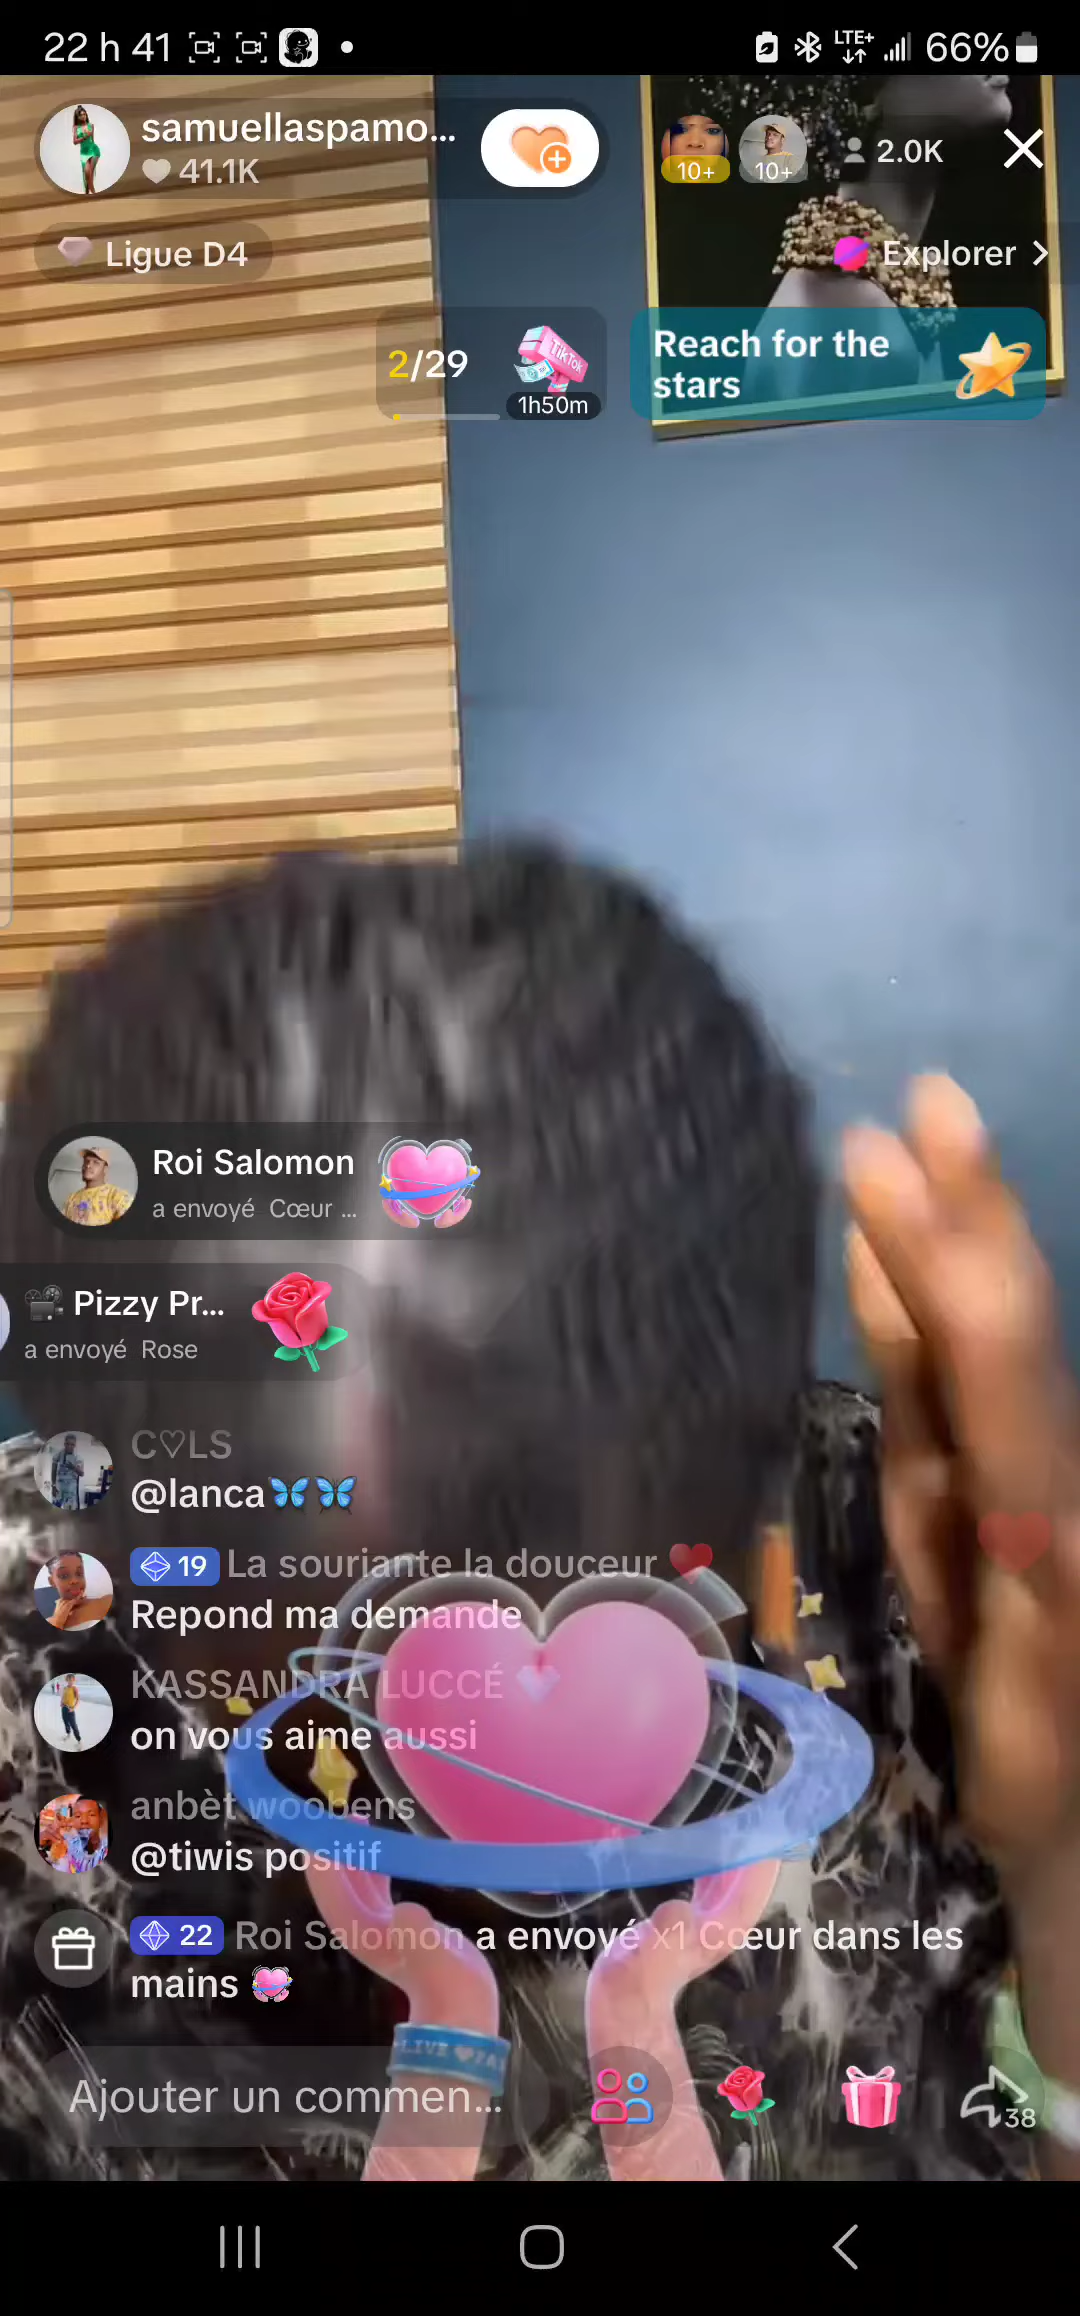 22 h 41
LTE+
66%
samuellaspamo...
41.1K
10+
10+
2.0K
Ligue D4
Explorer
2/29
TikTok
1h50m
Reach for the
stars
Roi Salomon
a envoyé Cœur ...
Pizzy Pr...
a envoyé Rose
C♡LS
@lanca🦋🦋
19 La souriante la douceur ❤️
Repond ma demande
KASSANDRA LUCCÉ
on vous aime aussi
anbèt woobens
@tiwis positif
22 Roi Salomon a envoyé x1 Cœur dans les
mains
LIVE
Ajouter un commen...
38